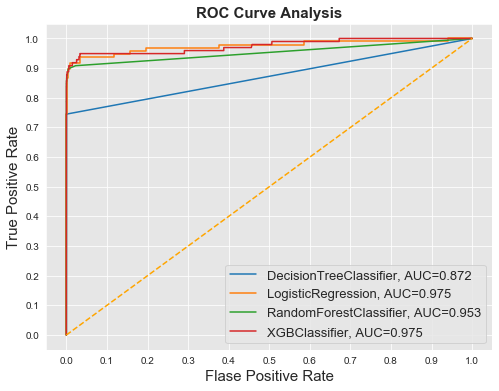 ROC Curve Analysis
True Positive Rate
1.0
0.9
0.8
0.7
0.6
0.5
0.4
0.3
0.2
0.1
0.0
DecisionTreeClassifier, AUC=0.872
LogisticRegression, AUC=0.975
RandomForestClassifier, AUC=0.953
XGBClassifier, AUC=0.975
0.0 0.1 0.2 0.3 0.4 0.5 0.6 0.7 0.8 0.9 1.0
Flase Positive Rate